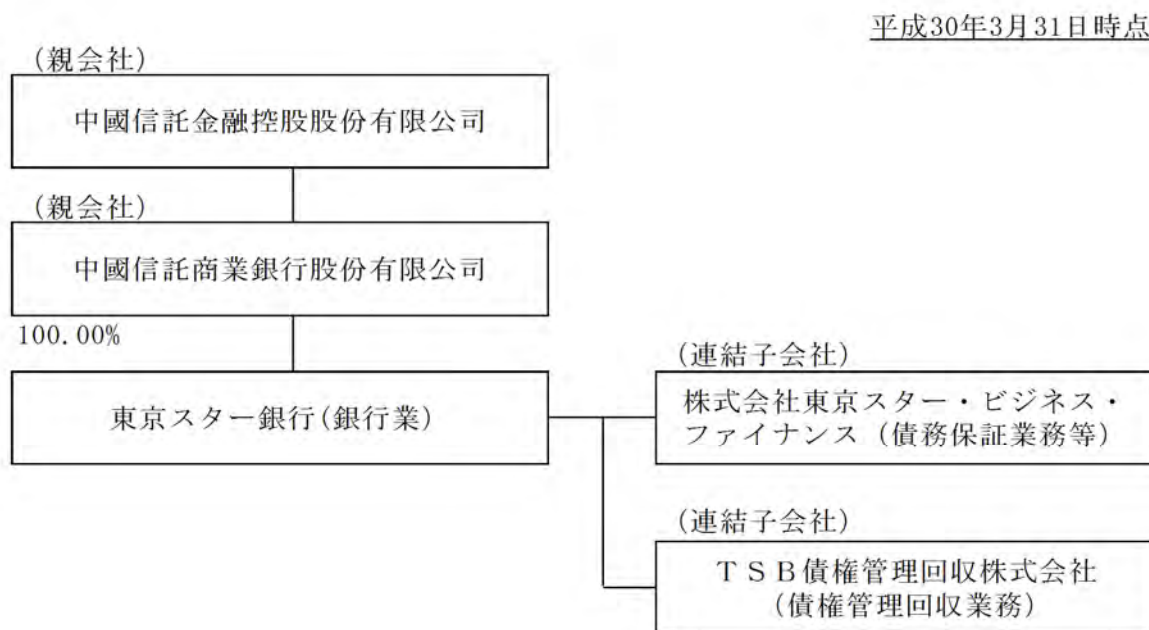 平成30年3月31日時点
(親会社)
中國信託金融控股股份有限公司
(親会社)
中國信託商業銀行股份有限公司
100.00%
東京スター銀行(銀行業)
(連結子会社)
株式会社東京スター・ビジネス・
ファイナンス（債務保証業務等）
(連結子会社)
ＴＳＢ債権管理回収株式会社
（債権管理回収業務）